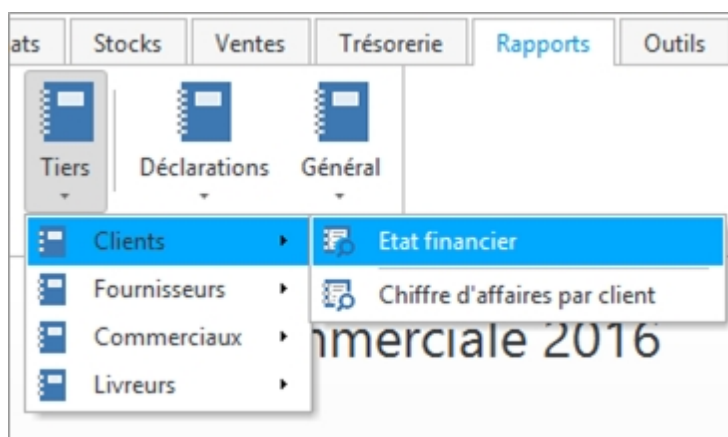 ats Stocks Ventes Trésorerie Rapports Outils
Tiers Déclarations Général
Clients Etat financier
Fournisseurs Chiffre d'affaires par client
Commerciaux mmerciale 2016
Livreurs